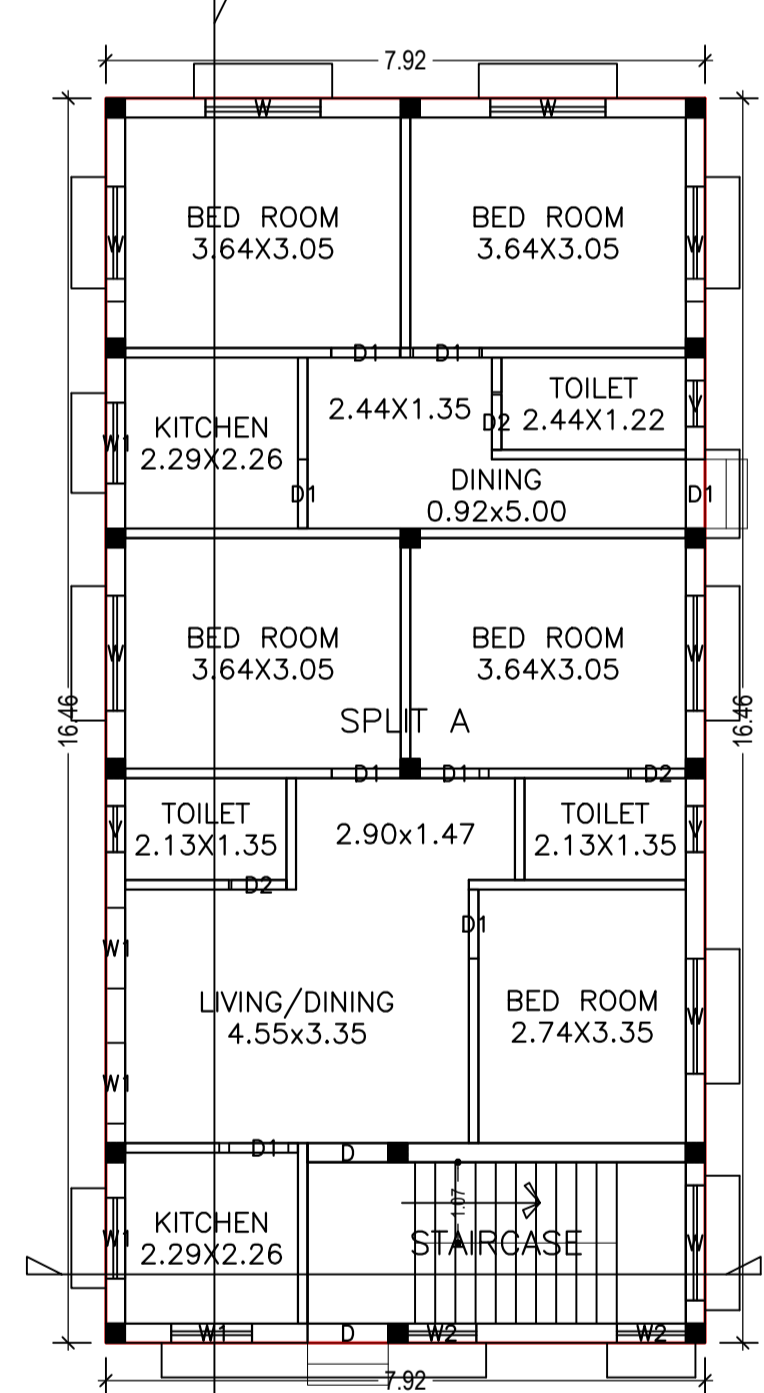 7.92
W W
BED ROOM
3.64X3.05
BED ROOM
3.64X3.05
W W
D1 D1
2.44X1.35
TOILET
2.44X1.22
V
D2
KITCHEN
2.29X2.26
W1
DINING
0.92x5.00
D1 D1
BED ROOM
3.64X3.05
BED ROOM
3.64X3.05
W W
SPLIT A
16.46 16.46
D1 D1 D2
TOILET
2.13X1.35
2.90x1.47
TOILET
2.13X1.35
V V
D2
D1
W1
LIVING/DINING
4.55x3.35
BED ROOM
2.74X3.35
W
W1
D1 D
1.07
KITCHEN
2.29X2.26
W1
STAIRCASE
W
W1 D W2 W2
7.92